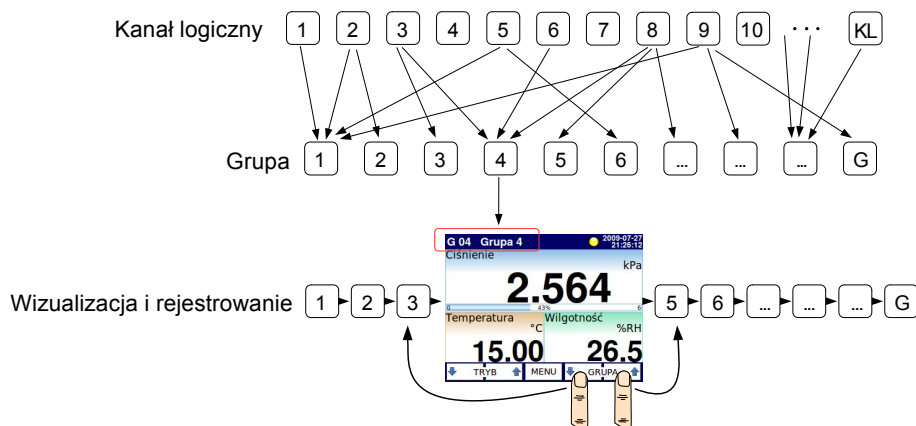 Kanał logiczny 1 2 3 4 5 6 7 8 9 10 ... KL
Grupa 1 2 3 4 5 6 ... ... ... G
G 04 Grupa 4 2009-07-27
21:26:12
Ciśnienie
kPa
2.564
0 43% 6
Wizualizacja i rejestrowanie 1 2 3 5 6 ... ... ... G
Temperatura Wilgotność
°C %RH
15.00 26.5
TRYB MENU GRUPA